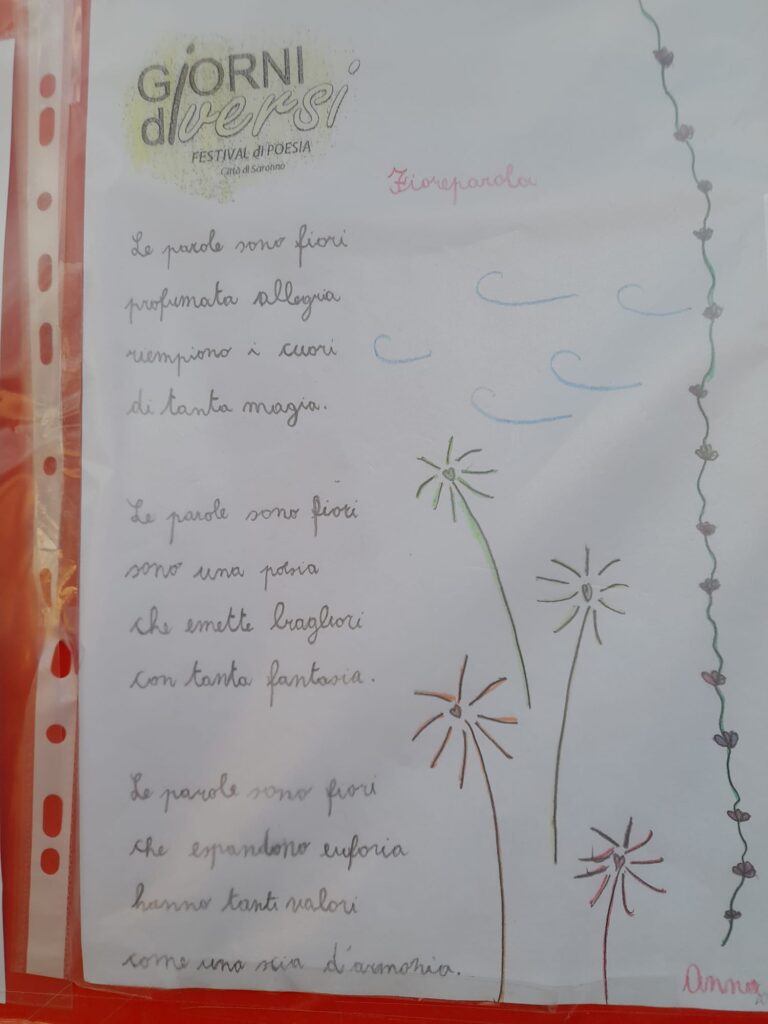 GiORNI
diversi
FESTIVAL di POESIA
Città di Saronno
Fioreparola
Le parole sono fiori
profumata allegria
riempiono i cuori
di tanta magia.
Le parole sono fiori
sono una poesia
che emette bragliori
con tanta fantasia.
Le parole sono fiori
che espandono euforia
hanno tanti valori
come una scia d'armonia.
Anna